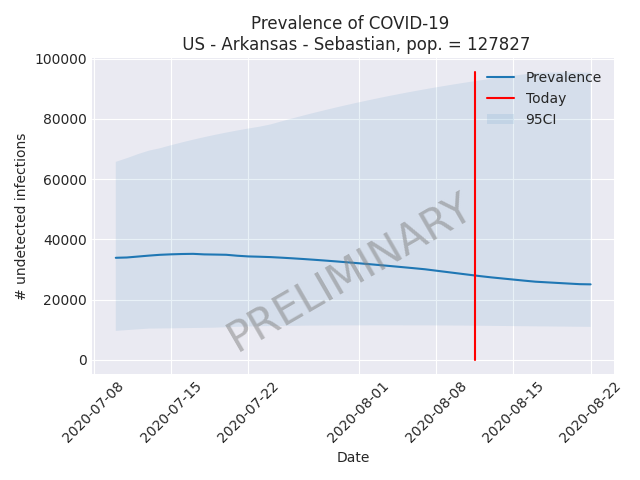 Prevalence of COVID-19
US - Arkansas - Sebastian, pop. = 127827
100000
80000
60000
40000
20000
0
# undetected infections
Prevalence
Today
95CI
PRELIMINARY
2020-07-08
2020-07-15
2020-07-22
2020-08-01
2020-08-08
2020-08-15
2020-08-22
Date